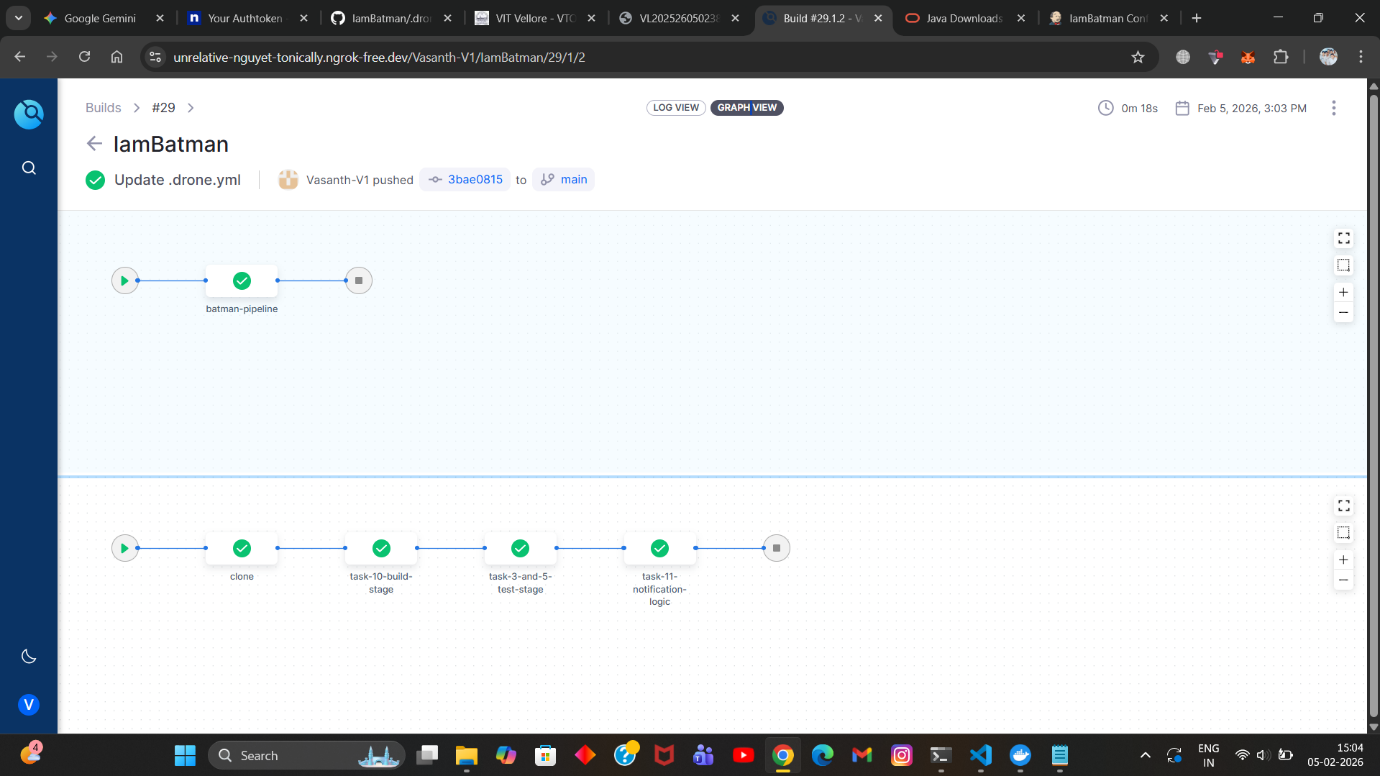 Google Gemini
Your Authtoken
IamBatman/.dro
VIT Vellore - VTO
VL20252605023
Build #29.1.2 - V
Java Downloads
IamBatman Con
unrelative-nguyet-tonically.ngrok-free.dev/Vasanth-V1/IamBatman/29/1/2
Builds > #29 >
LOG VIEW GRAPH VIEW
0m 18s Feb 5, 2026, 3:03 PM
IamBatman
Update .drone.yml
Vasanth-V1 pushed 3bae0815 to main
batman-pipeline
clone
task-10-build-
stage
task-3-and-5-
test-stage
task-11-
notification-
logic
V
4
Search
ENG
IN
15:04
05-02-2026